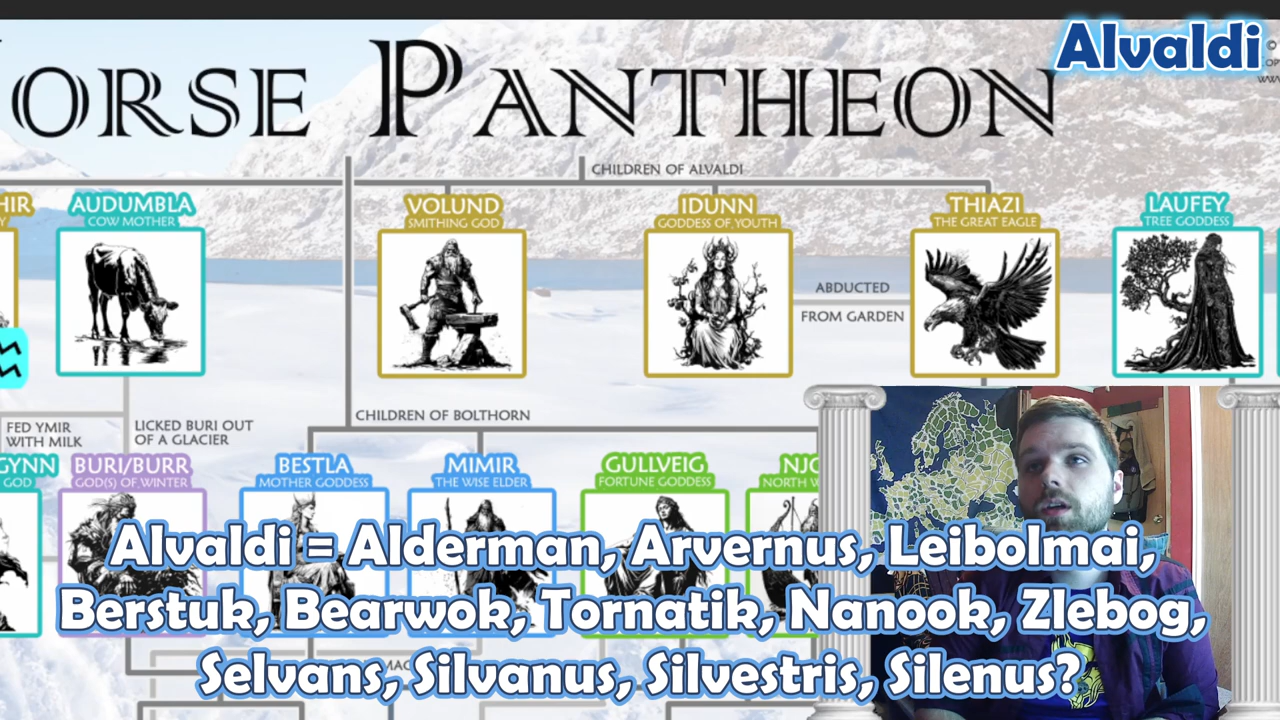 Alvaldi
ORSE PANTHEON
CHILDREN OF ALVALDI
HIR
AUDUMBLA
COW MOTHER
VOLUND
SMITHING GOD
IDUNN
GODDESS OF YOUTH
THIAZI
THE GREAT EAGLE
LAUFEY
TREE GODDESS
ABDUCTED
FROM GARDEN
FED YMIR
WITH MILK
LICKED BURI OUT
OF A GLACIER
CHILDREN OF BOLTHORN
GYNN
GOD
BURI/BURR
GOD(S) OF WINTER
BESTLA
MOTHER GODDESS
MIMIR
THE WISE ELDER
GULLVEIG
FORTUNE GODDESS
Alvaldi = Alderman, Arvernus, Leibolmai,
Berstuk, Bearwok, Tornatik, Nanook, Zlebog,
Selvans, Silvanus, Silvestris, Silenus?